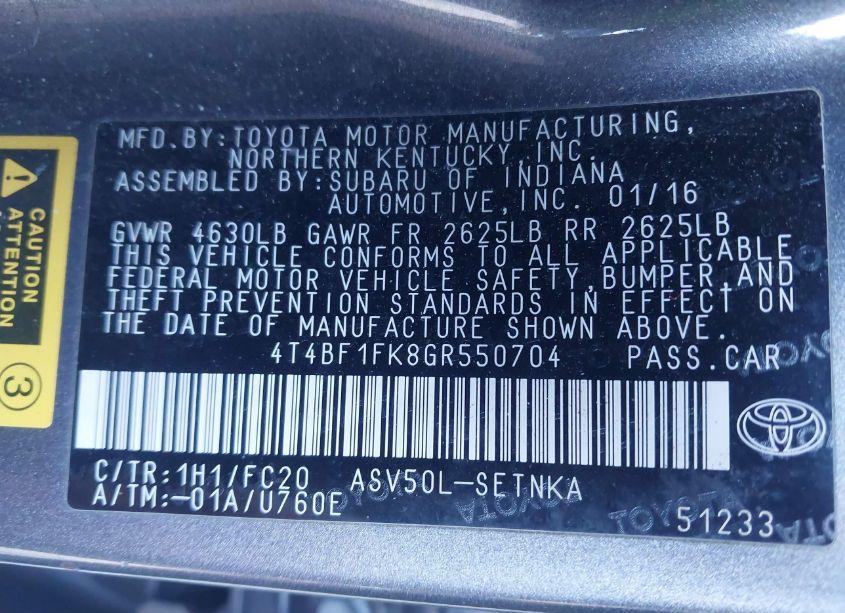 MFD.BY:TOYOTA MOTOR MANUFACTURING,
NORTHERN KENTUCKY,INC.
ASSEMBLED BY:SUBARU OF INDIANA
AUTOMOTIVE,INC. 01/16
GVWR 4630LB GAWR FR 2625LB RR 2625LB
THIS VEHICLE CONFORMS TO ALL APPLICABLE
FEDERAL MOTOR VEHICLE SAFETY,BUMPER,AND
THEFT PREVENTION STANDARDS IN EFFECT ON
THE DATE OF MANUFACTURE SHOWN ABOVE.
4T4BF1FK8GR550704 PASS.CAR
C/TR:1H1/FC20 ASV50L-SETNKA
A/TM:-01A/U760E
51233
CAUTION
ATTENTION
3
TOYOTA
TOYOTA
TOYOTA
TOYOTA